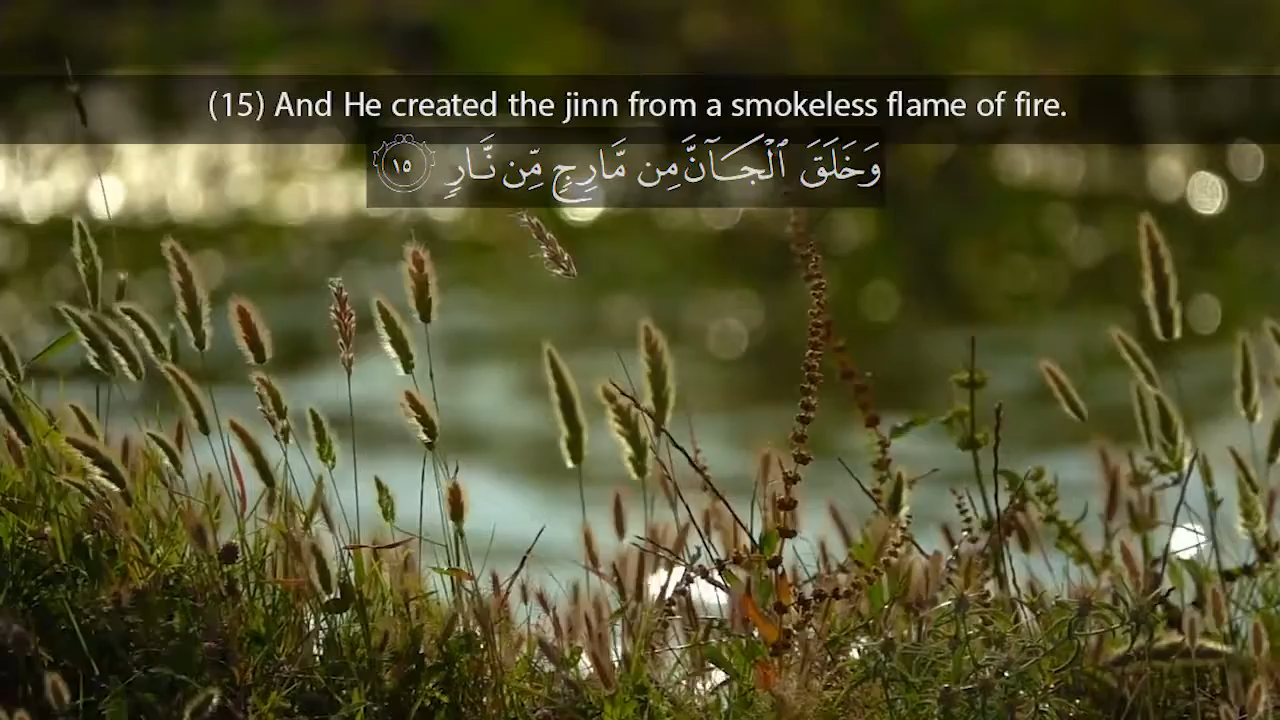 (15) And He created the jinn from a smokeless flame of fire.
وَخَلَقَ ٱلْجَآنَّ مِن مَّارِجٍ مِّن نَّارٍ ١٥